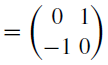 = ( 0 1
−1 0 )